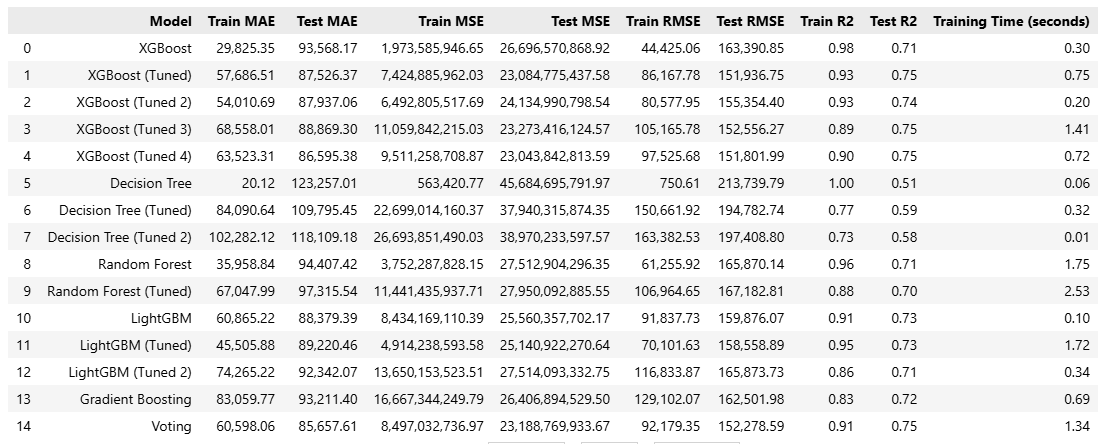 Model Train MAE Test MAE Train MSE Test MSE Train RMSE Test RMSE Train R2 Test R2 Training Time (seconds)
0 XGBoost 29,825.35 93,568.17 1,973,585,946.65 26,696,570,868.92 44,425.06 163,390.85 0.98 0.71 0.30
1 XGBoost (Tuned) 57,686.51 87,526.37 7,424,885,962.03 23,084,775,437.58 86,167.78 151,936.75 0.93 0.75 0.75
2 XGBoost (Tuned 2) 54,010.69 87,937.06 6,492,805,517.69 24,134,990,798.54 80,577.95 155,354.40 0.93 0.74 0.20
3 XGBoost (Tuned 3) 68,558.01 88,869.30 11,059,842,215.03 23,273,416,124.57 105,165.78 152,556.27 0.89 0.75 1.41
4 XGBoost (Tuned 4) 63,523.31 86,595.38 9,511,258,708.87 23,043,842,813.59 97,525.68 151,801.99 0.90 0.75 0.72
5 Decision Tree 20.12 123,257.01 563,420.77 45,684,695,791.97 750.61 213,739.79 1.00 0.51 0.06
6 Decision Tree (Tuned) 84,090.64 109,795.45 22,699,014,160.37 37,940,315,874.35 150,661.92 194,782.74 0.77 0.59 0.32
7 Decision Tree (Tuned 2) 102,282.12 118,109.18 26,693,851,490.03 38,970,233,597.57 163,382.53 197,408.80 0.73 0.58 0.01
8 Random Forest 35,958.84 94,407.42 3,752,287,828.15 27,512,904,296.35 61,255.92 165,870.14 0.96 0.71 1.75
9 Random Forest (Tuned) 67,047.99 97,315.54 11,441,435,937.71 27,950,092,885.55 106,964.65 167,182.81 0.88 0.70 2.53
10 LightGBM 60,865.22 88,379.39 8,434,169,110.39 25,560,357,702.17 91,837.73 159,876.07 0.91 0.73 0.10
11 LightGBM (Tuned) 45,505.88 89,220.46 4,914,238,593.58 25,140,922,270.64 70,101.63 158,558.89 0.95 0.73 1.72
12 LightGBM (Tuned 2) 74,265.22 92,342.07 13,650,153,523.51 27,514,093,332.75 116,833.87 165,873.73 0.86 0.71 0.34
13 Gradient Boosting 83,059.77 93,211.40 16,667,344,249.79 26,406,894,529.50 129,102.07 162,501.98 0.83 0.72 0.69
14 Voting 60,598.06 85,657.61 8,497,032,736.97 23,188,769,933.67 92,179.35 152,278.59 0.91 0.75 1.34